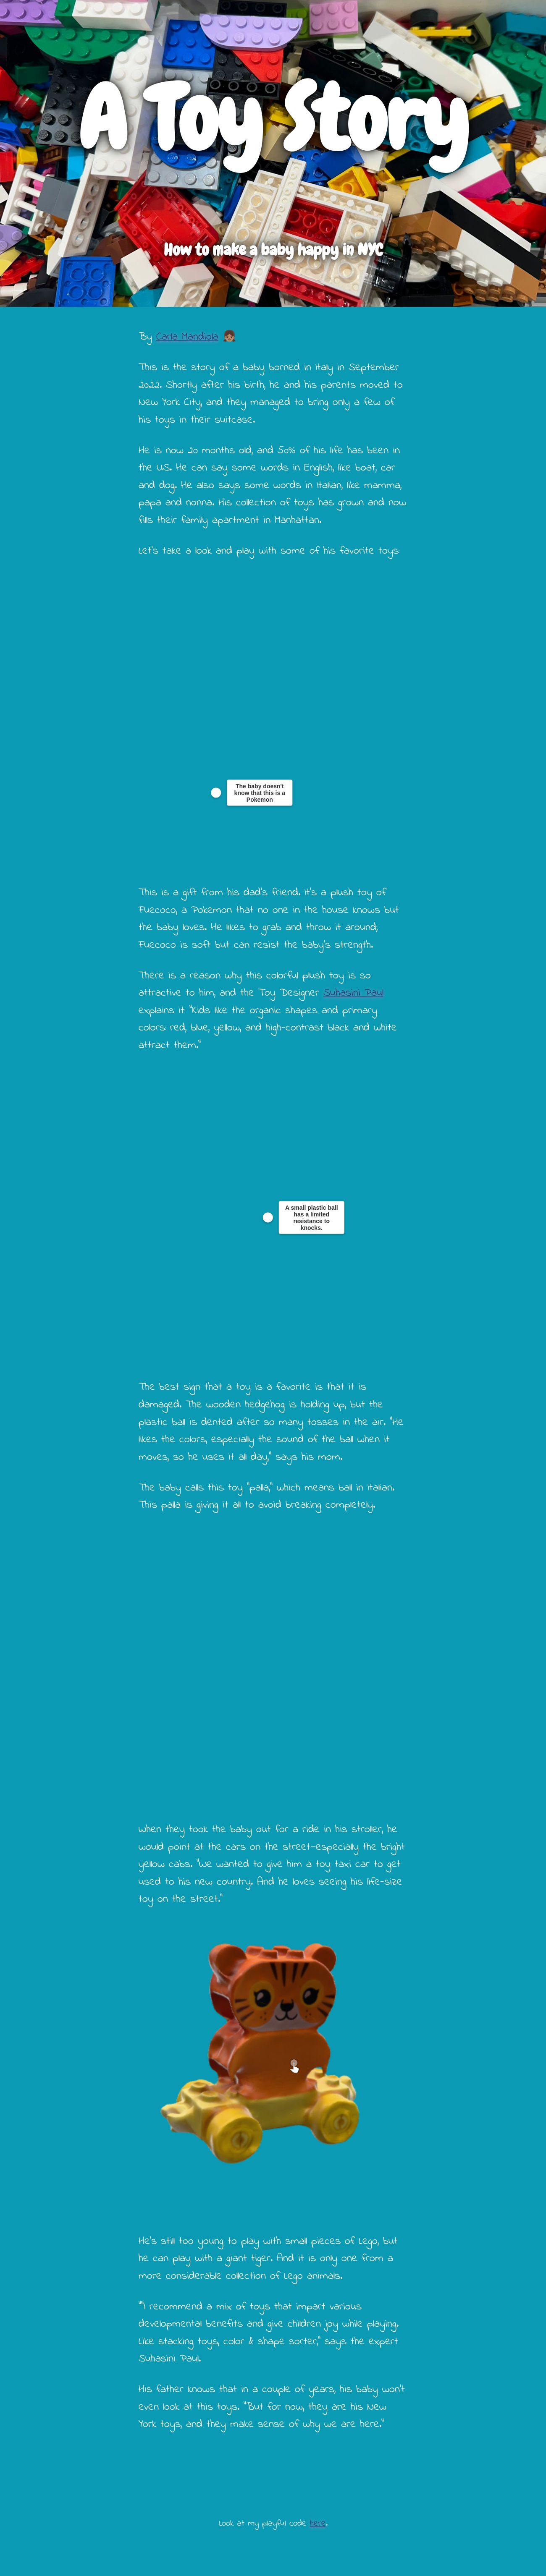 A Toy Story
How to make a baby happy in NYC
By Carla Mandiola
This is the story of a baby borned in Italy in September
2022. Shortly after his birth, he and his parents moved to
New York City, and they managed to bring only a few of
his toys in their suitcase.
He is now 20 months old, and 50% of his life has been in
the US. He can say some words in English, like boat, car
and dog. He also says some words in Italian, like mamma,
papa and nonna. His collection of toys has grown and now
fills their family apartment in Manhattan.
Let's take a look and play with some of his favorite toys:
The baby doesn't
know that this is a
Pokemon
This is a gift from his dad's friend. It's a plush toy of
Fuecoco, a Pokemon that no one in the house knows but
the baby loves. He likes to grab and throw it around;
Fuecoco is soft but can resist the baby's strength.
There is a reason why this colorful plush toy is so
attractive to him, and the Toy Designer Suhasini Paul
explains it: "Kids like the organic shapes and primary
colors: red, blue, yellow, and high-contrast black and white
attract them."
A small plastic ball
has a limited
resistance to
knocks.
The best sign that a toy is a favorite is that it is
damaged. The wooden hedgehog is holding up, but the
plastic ball is dented after so many tosses in the air. "He
likes the colors, especially the sound of the ball when it
moves, so he uses it all day," says his mom.
The baby calls this toy "palla," which means ball in Italian.
This palla is giving it all to avoid breaking completely.
When they took the baby out for a ride in his stroller, he
would point at the cars on the street—especially the bright
yellow cabs. "We wanted to give him a toy taxi car to get
used to his new country. And he loves seeing his life-size
toy on the street."
He's still too young to play with small pieces of Lego, but
he can play with a giant tiger. And it is only one from a
more considerable collection of Lego animals.
""I recommend a mix of toys that impart various
developmental benefits and give children joy while playing.
Like stacking toys, color & shape sorter," says the expert
Suhasini Paul.
His father knows that in a couple of years, his baby won't
even look at this toys. "But for now, they are his New
York toys, and they make sense of why we are here."
Look at my playful code here.